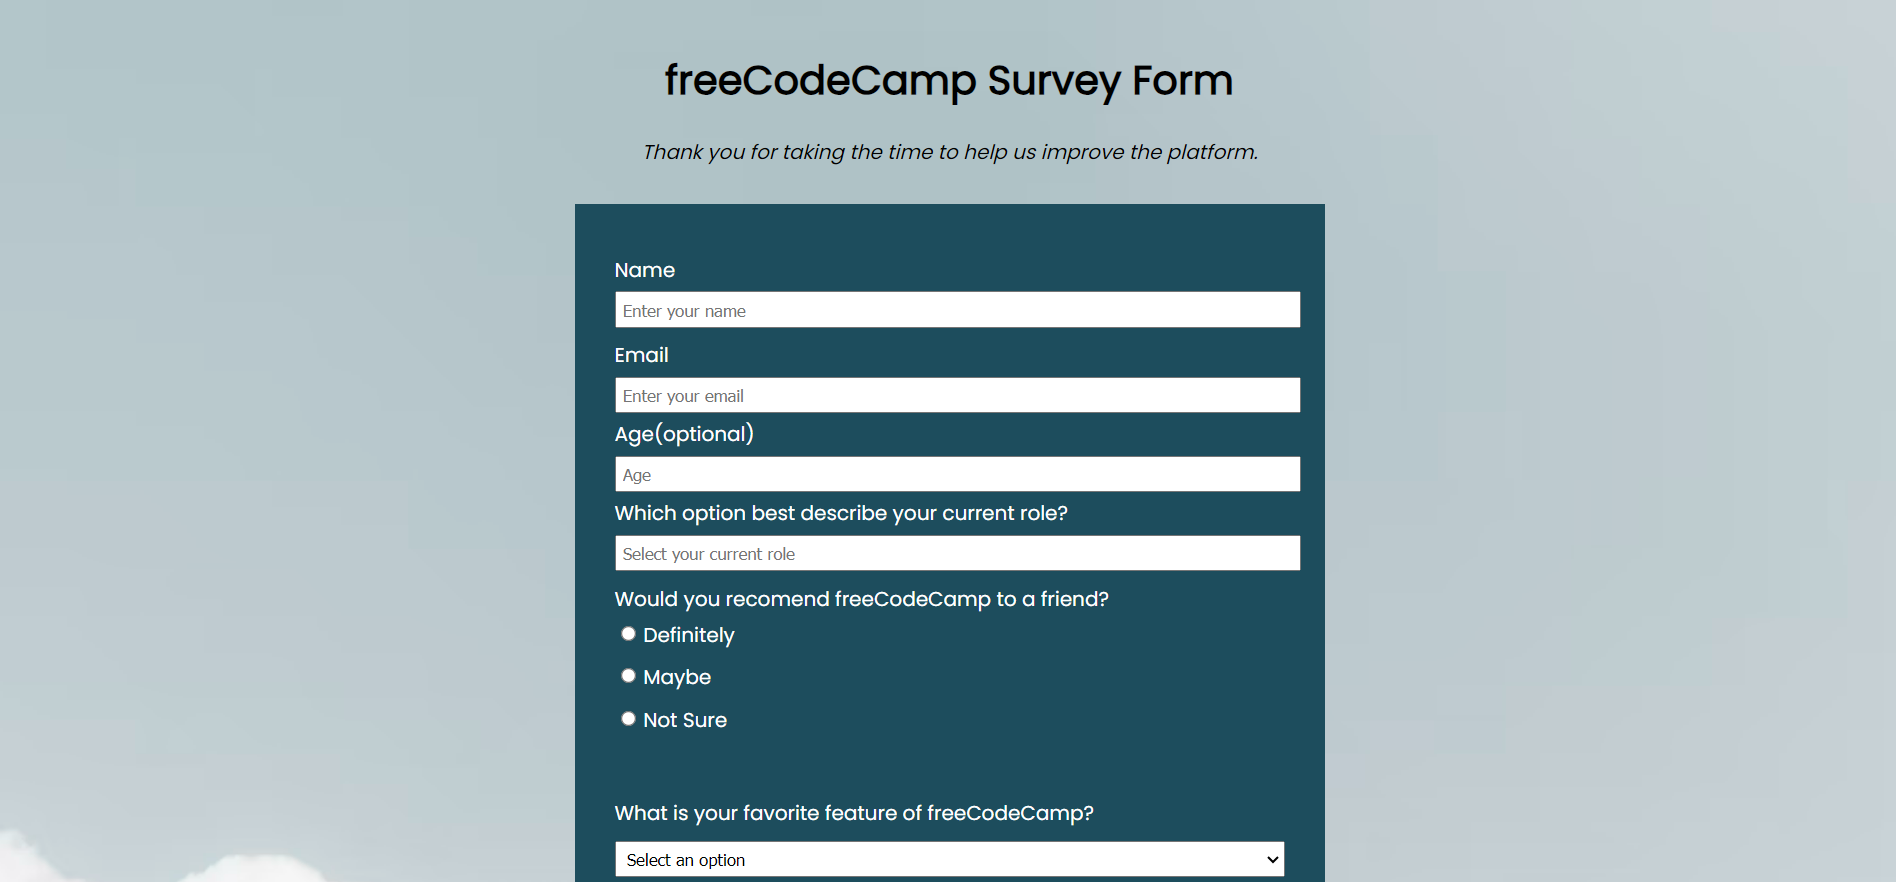 freeCodeCamp Survey Form
Thank you for taking the time to help us improve the platform.
Name
Enter your name
Email
Enter your email
Age(optional)
Age
Which option best describe your current role?
Select your current role
Would you recomend freeCodeCamp to a friend?
Definitely
Maybe
Not Sure
What is your favorite feature of freeCodeCamp?
Select an option